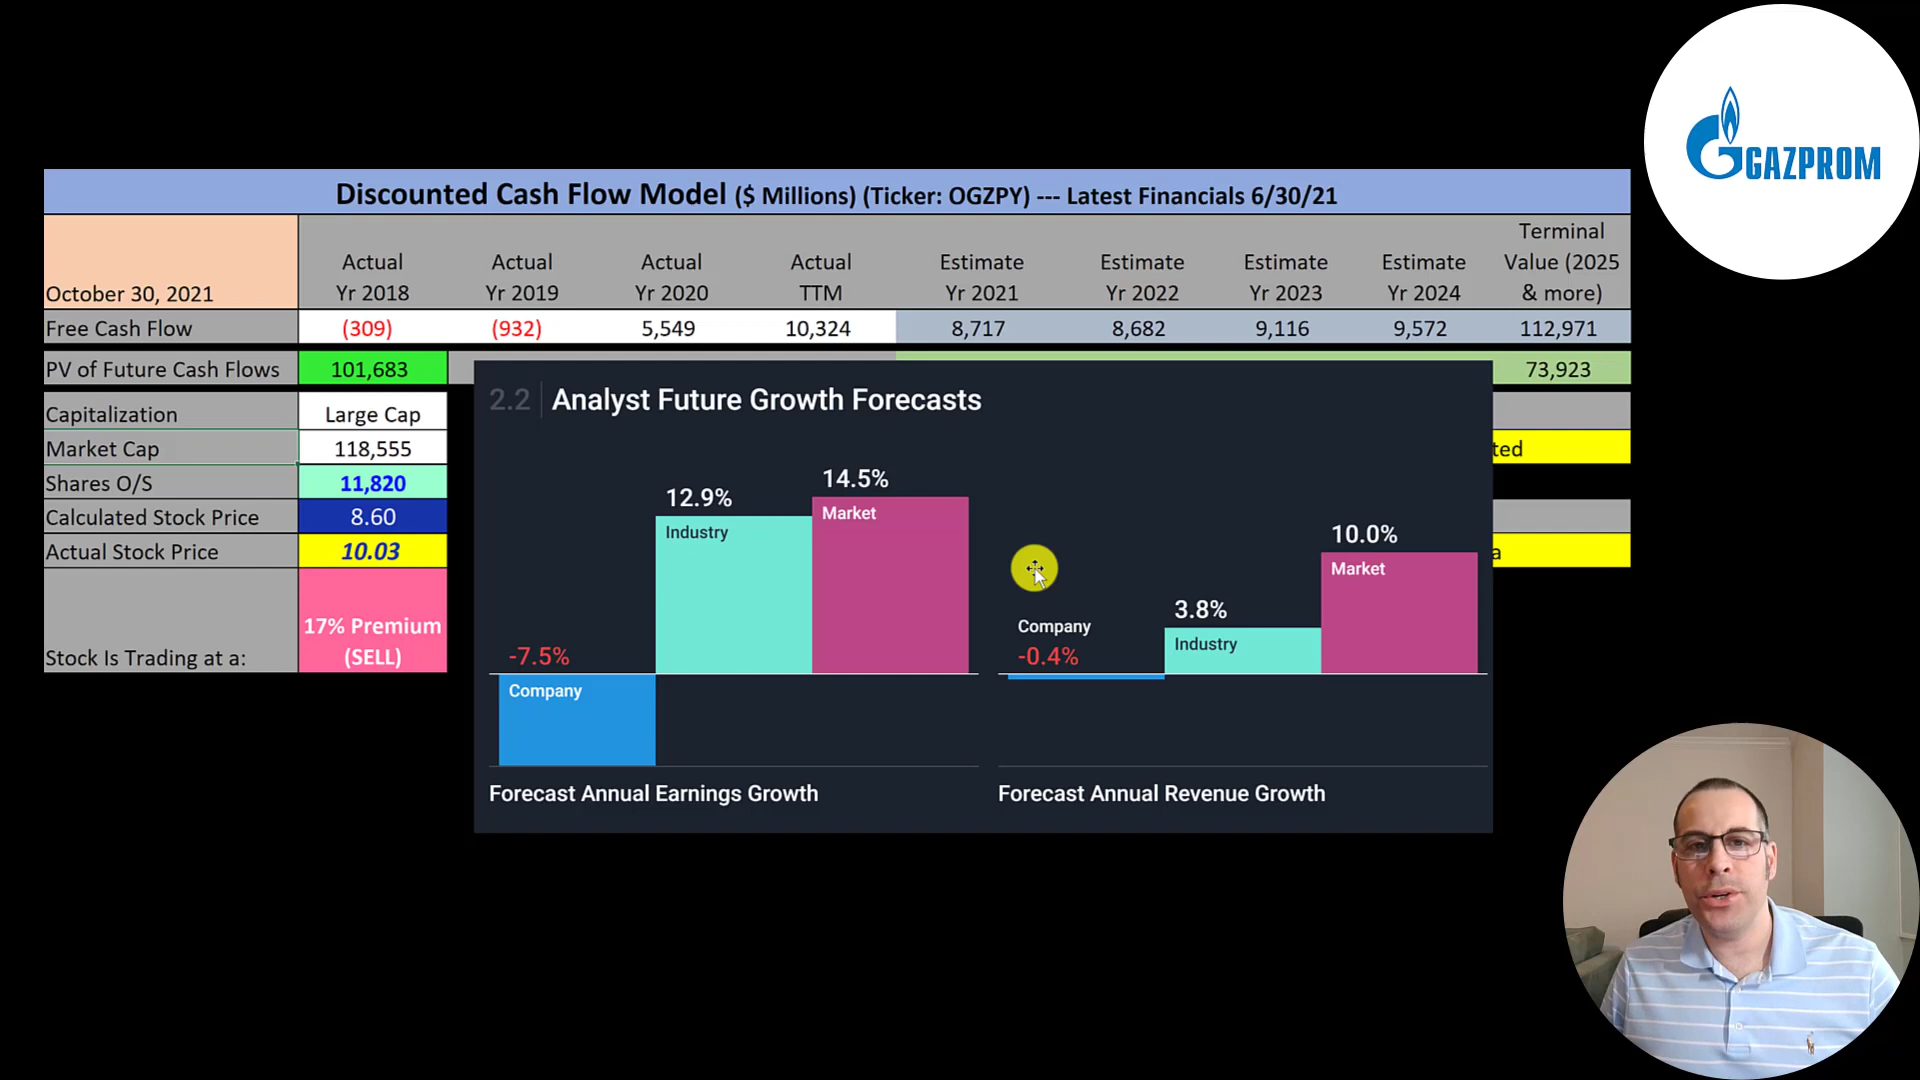 GAZPROM
Discounted Cash Flow Model ($ Millions) (Ticker: OGZPY) --- Latest Financials 6/30/21
October 30, 2021 Actual Yr 2018 Actual Yr 2019 Actual Yr 2020 Actual TTM Estimate Yr 2021 Estimate Yr 2022 Estimate Yr 2023 Estimate Yr 2024 Terminal Value (2025 & more)
Free Cash Flow (309) (932) 5,549 10,324 8,717 8,682 9,116 9,572 112,971
PV of Future Cash Flows 101,683 73,923
Capitalization Large Cap
Market Cap 118,555 ted
Shares O/S 11,820
Calculated Stock Price 8.60
Actual Stock Price 10.03 a
Stock Is Trading at a: 17% Premium (SELL)
2.2 Analyst Future Growth Forecasts
-7.5%
Company
12.9%
Industry
14.5%
Market
Forecast Annual Earnings Growth
Company
-0.4%
3.8%
Industry
10.0%
Market
Forecast Annual Revenue Growth